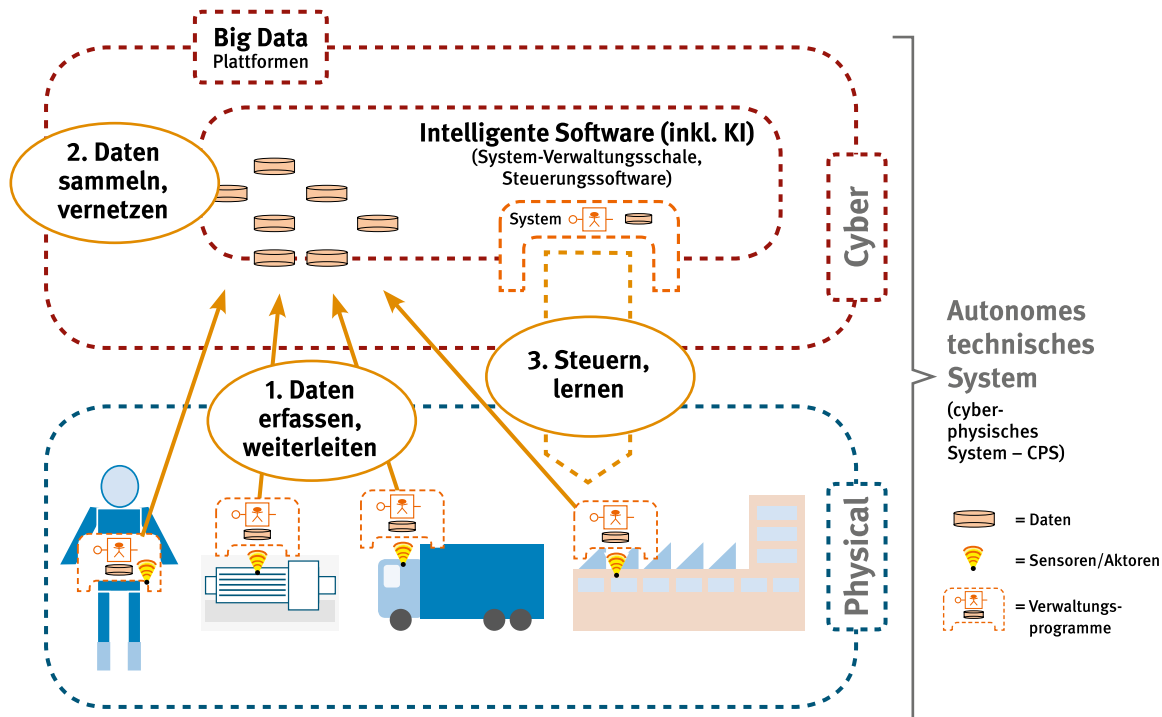 Big Data
Plattformen
Intelligente Software (inkl. KI)
(System-Verwaltungsschale,
Steuerungssoftware)
2. Daten
sammeln,
vernetzen
System
Cyber
3. Steuern,
lernen
1. Daten
erfassen,
weiterleiten
Physical
Autonomes
technisches
System
(cyber-
physisches
System – CPS)
= Daten
= Sensoren/Aktoren
= Verwaltungs-
programme